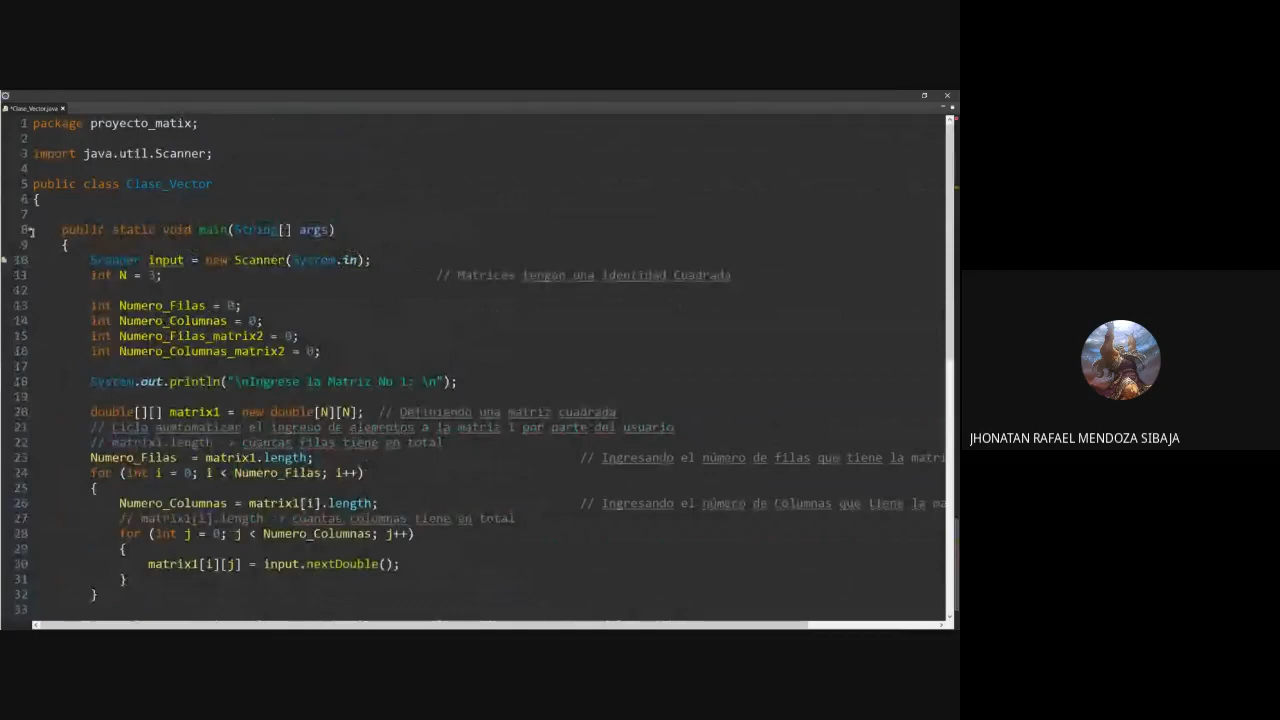 *Clase_Vector.java
1 package proyecto_matix;
2
3 import java.util.Scanner;
4
5 public class Clase_Vector
6 {
7
8 public static void main(String[] args)
9 {
10 Scanner input = new Scanner(System.in);
11 int N = 3; // Matrices tengan una identidad Cuadrada
12
13 int Numero_Filas = 0;
14 int Numero_Columnas = 0;
15 int Numero_Filas_matrix2 = 0;
16 int Numero_Columnas_matrix2 = 0;
17
18 System.out.println("\nIngrese la Matriz No 1: \n");
19
20 double[][] matrix1 = new double[N][N]; // Definiendo una matriz cuadrada
21 // Ciclo el ingreso de elementos a la matriz 1 por parte del usuario
22 // matrix1.length -> cuantas filas tiene en total
23 Numero_Filas = matrix1.length; // Ingresando el número de filas que tiene la matri
24 for (int i = 0; i < Numero_Filas; i++)
25 {
26 Numero_Columnas = matrix1[i].length; // Ingresando el número de Columnas que tiene la ma
27 // matrix1[i].length -> cuantas columnas tiene en total
28 for (int j = 0; j < Numero_Columnas; j++)
29 {
30 matrix1[i][j] = input.nextDouble();
31 }
32 }
33
JHONATAN RAFAEL MENDOZA SIBAJA